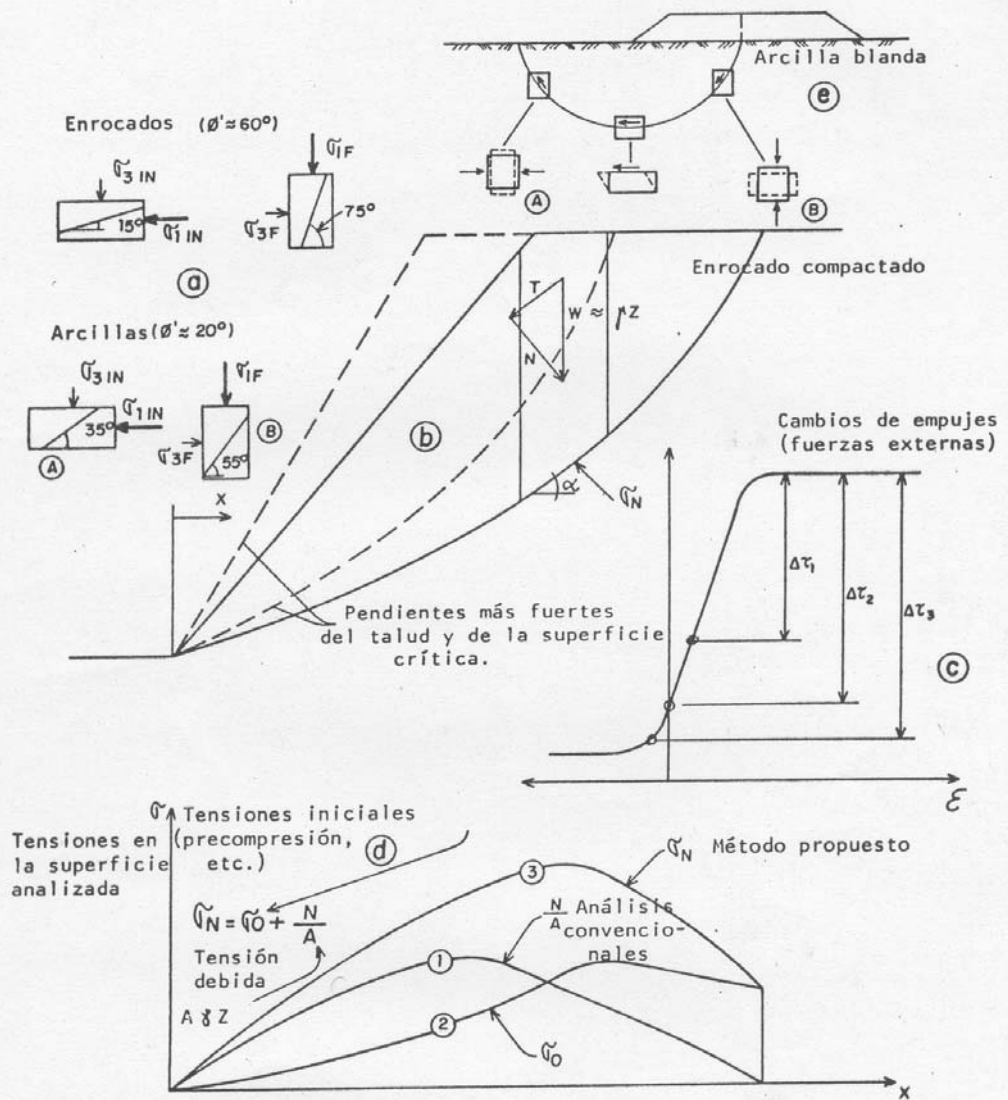 Arcilla blanda
e
Enrocados (Ø'≈60°)
σ3 IN
15°
σ1 IN
σ1F
σ3F
75°
a
A
B
Enrocado compactado
T
W ≈ γZ
N
Arcillas (Ø'≈20°)
σ3 IN
35°
σ1 IN
A
σ1F
σ3F
55°
B
b
x
α
σN
Cambios de empujes
(fuerzas externas)
Δτ1
Δτ2
Δτ3
c
ε
Pendientes más fuertes
del talud y de la superficie
crítica.
σ
Tensiones en
la superficie
analizada
Tensiones iniciales
(precompresión,
etc.)
d
σN = σO + N/A
Tensión
debida
A γ Z
3
σN Método propuesto
1
N/A Análisis
convencio-
nales
2
σO
x